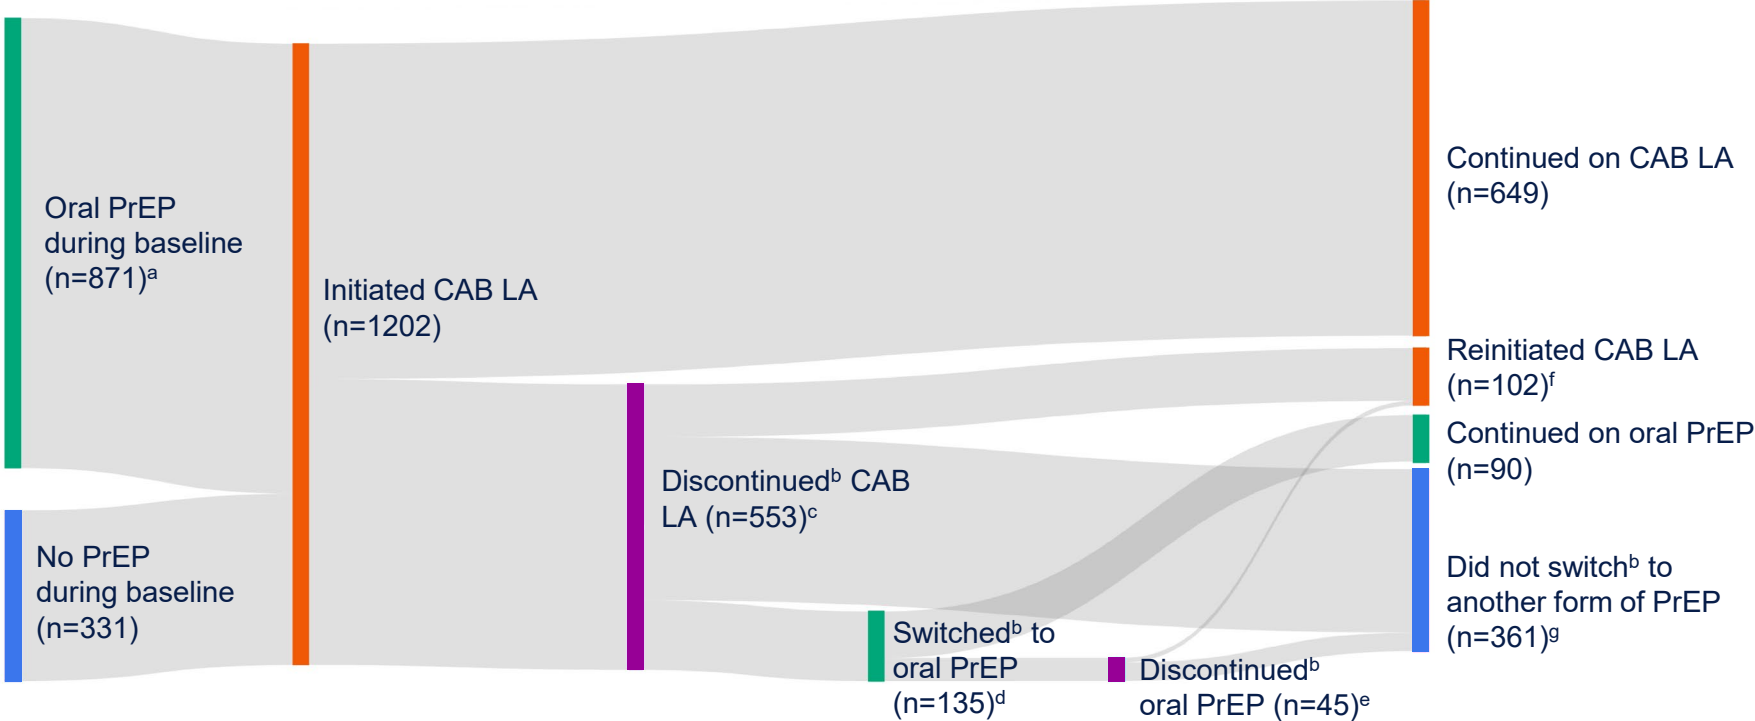 Oral PrEP
during baseline
(n=871)ᵃ
No PrEP
during baseline
(n=331)
Initiated CAB LA
(n=1202)
Discontinuedᵇ CAB
LA (n=553)ᶜ
Switchedᵇ to
oral PrEP
(n=135)ᵈ
Discontinuedᵇ
oral PrEP (n=45)ᵉ
Continued on CAB LA
(n=649)
Reinitiated CAB LA
(n=102)ᶠ
Continued on oral PrEP
(n=90)
Did not switchᵇ to
another form of PrEP
(n=361)ᵍ